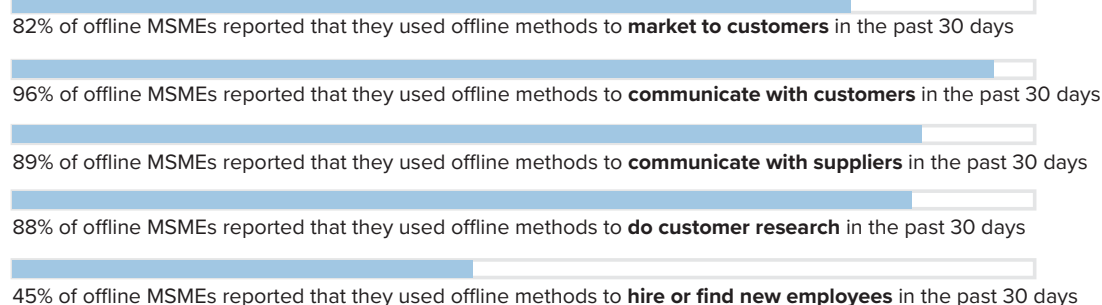 82% of offline MSMEs reported that they used offline methods to market to customers in the past 30 days
96% of offline MSMEs reported that they used offline methods to communicate with customers in the past 30 days
89% of offline MSMEs reported that they used offline methods to communicate with suppliers in the past 30 days
88% of offline MSMEs reported that they used offline methods to do customer research in the past 30 days
45% of offline MSMEs reported that they used offline methods to hire or find new employees in the past 30 days